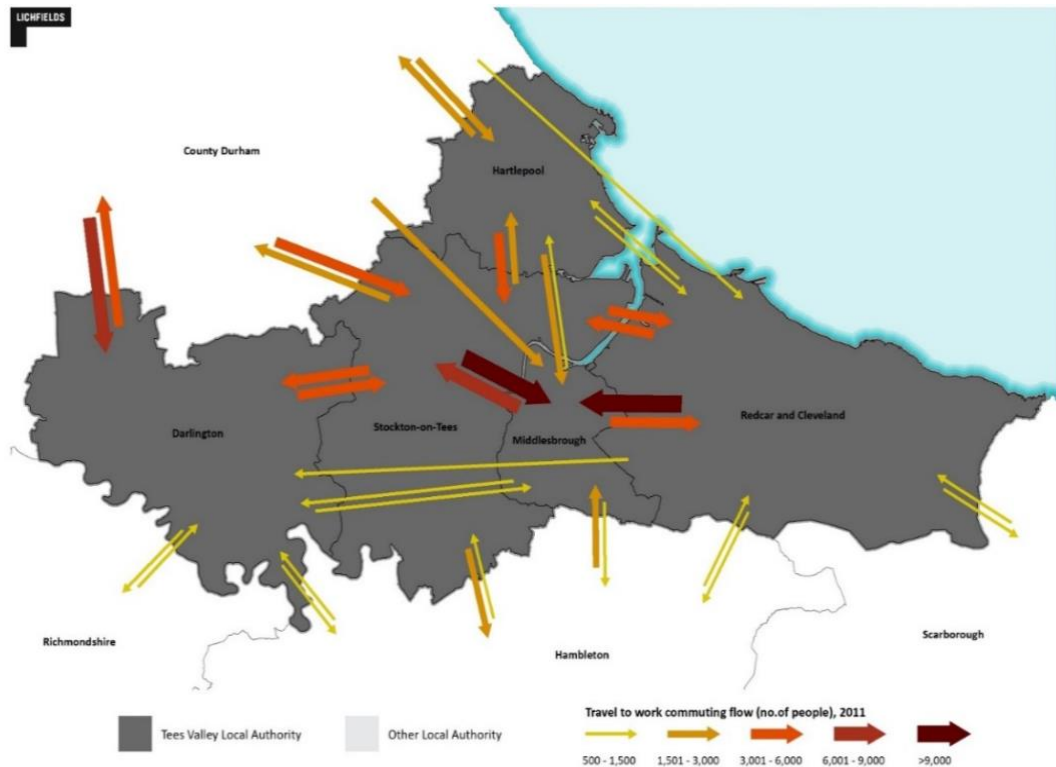 LICHFIELDS
County Durham
Hartlepool
Redcar and Cleveland
Darlington
Stockton-on-Tees
Middlesbrough
Richmondshire
Hambleton
Scarborough
Tees Valley Local Authority
Other Local Authority
Travel to work commuting flow (no.of people), 2011
500 - 1,500
1,501 - 3,000
3,001 - 6,000
6,001 - 9,000
>9,000